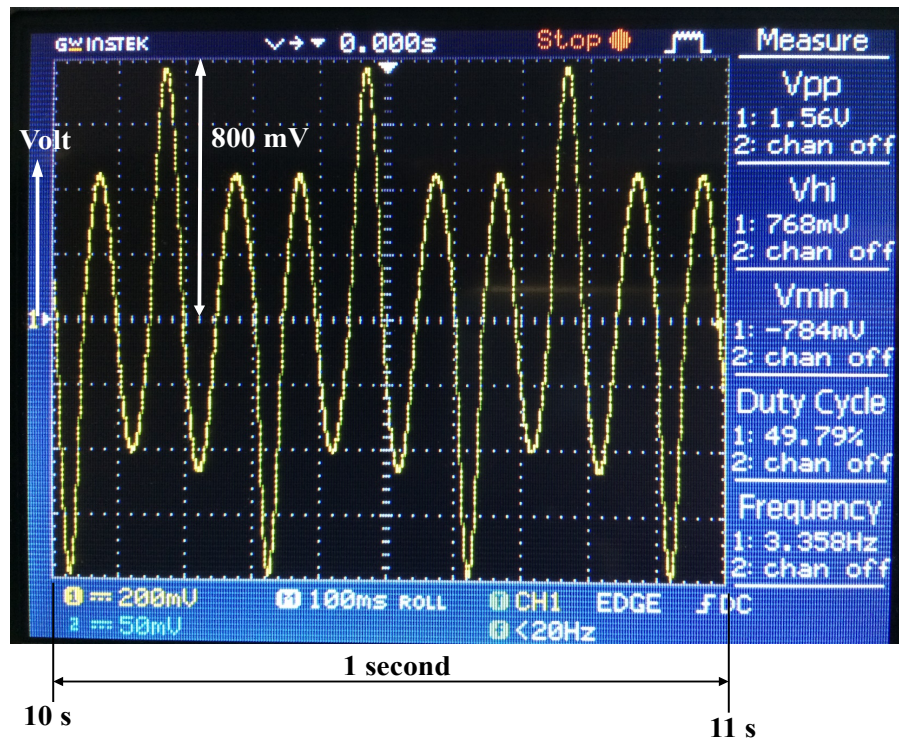 GWINSTEK 0.000s Stop Measure
Vpp
1: 1.56V
2: chan off
Volt
800 mV
Vhi
1: 768mV
2: chan off
Vmin
1: -784mV
2: chan off
1
Duty Cycle
1: 49.79%
2: chan off
Frequency
1: 3.358Hz
2: chan off
1 200mV M 100ms ROLL T CH1 EDGE DC
2 50mV T <20Hz
1 second
10 s
11 s